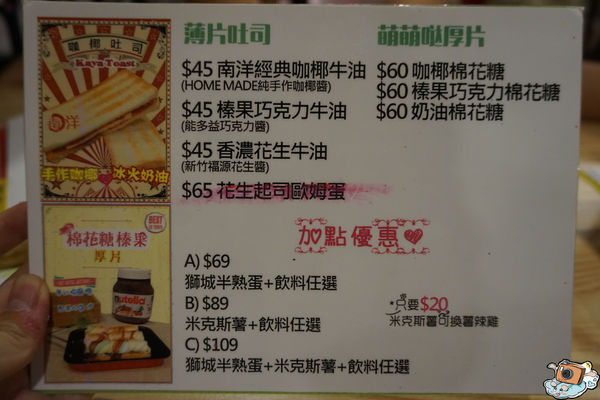 咖椰吐司
Kaya Toast
南洋
手作咖椰 冰火奶油
BEST
棉花糖榛果
厚片
nutella
薄片吐司
$45 南洋經典咖椰牛油
(HOME MADE純手作咖椰醬)
$45 榛果巧克力牛油
(能多益巧克力醬)
$45 香濃花生牛油
(新竹福源花生醬)
$65 花生起司歐姆蛋
萌萌噠厚片
$60 咖椰棉花糖
$60 榛果巧克力棉花糖
$60 奶油棉花糖
加點優惠
A) $69
獅城半熟蛋+飲料任選
B) $89
米克斯薯+飲料任選
C) $109
獅城半熟蛋+米克斯薯+飲料任選
*只要$20
米克斯薯可換薯辣雞